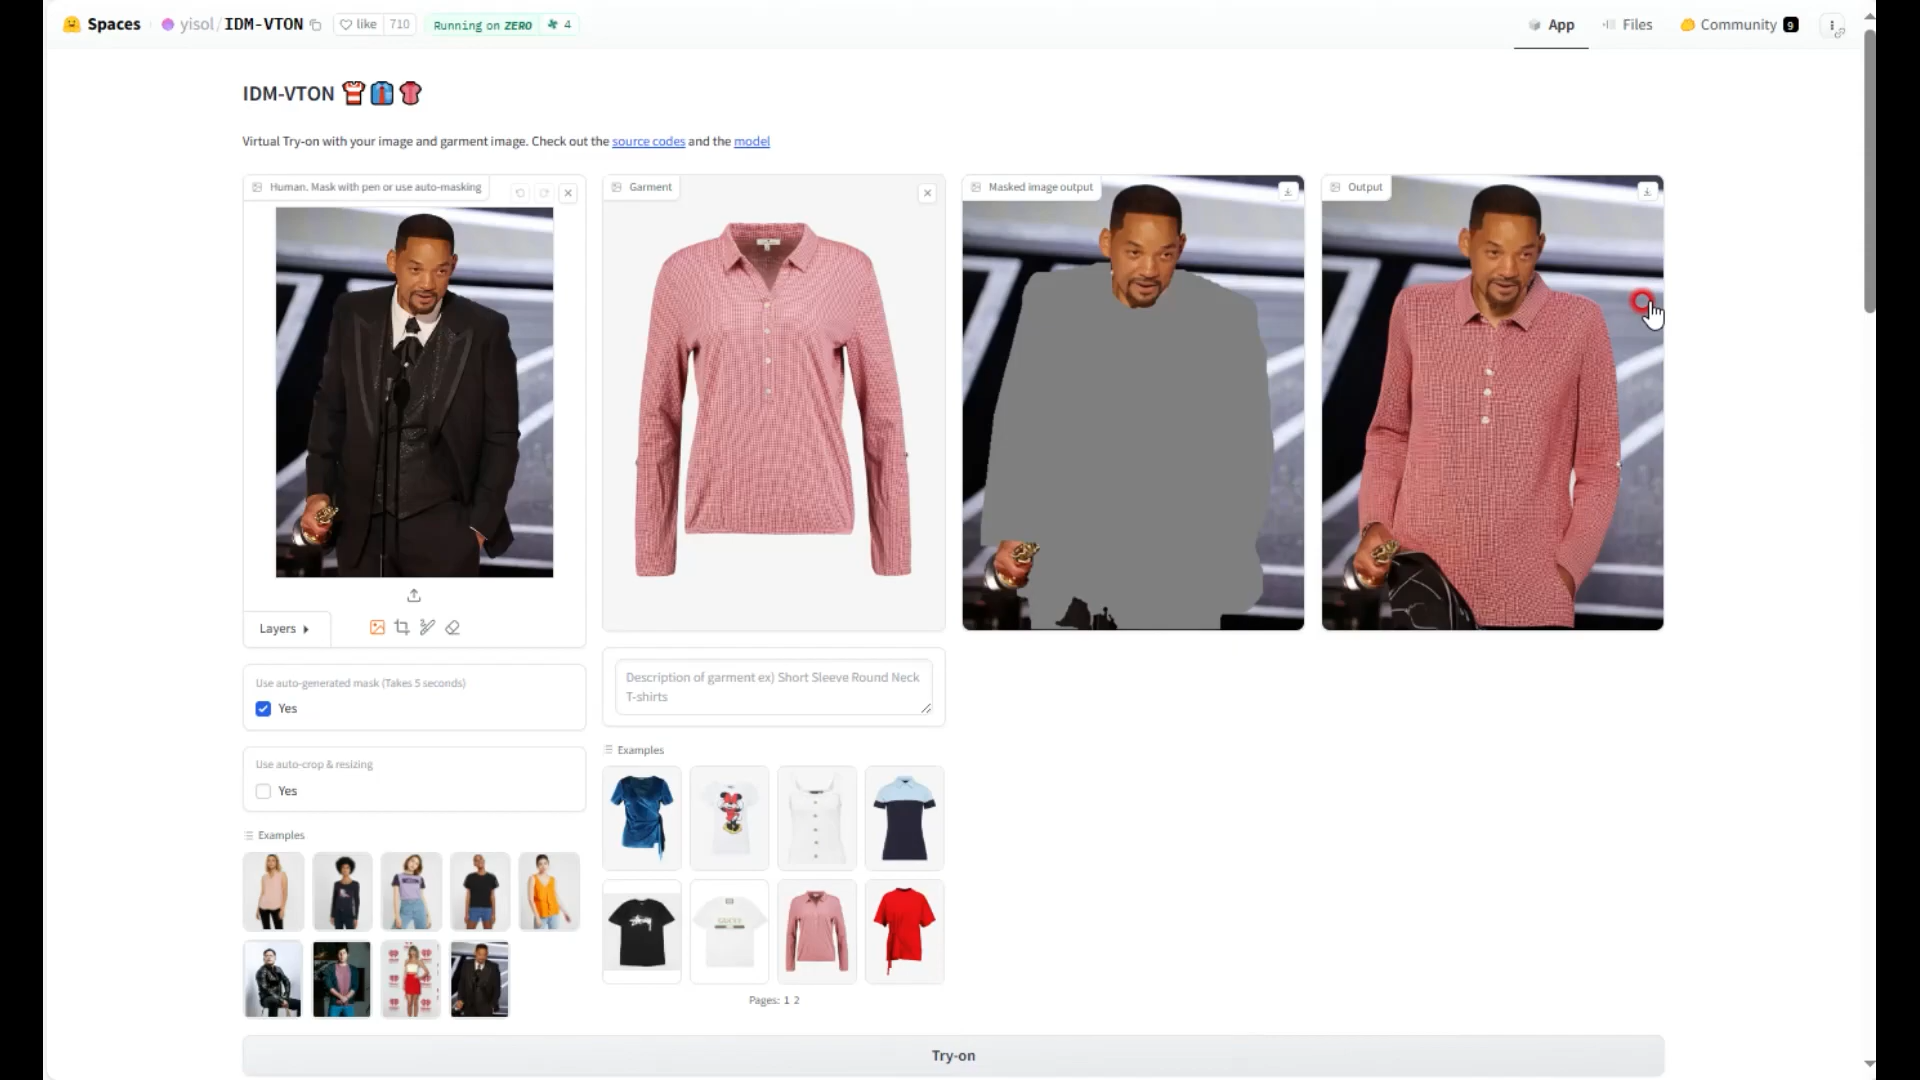 Spaces
yisol/IDM-VTON
like 710
Running on ZERO 4
App
Files
Community 9
IDM-VTON
Virtual Try-on with your image and garment image. Check out the source codes and the model
Human. Mask with pen or use auto-masking
Garment
Masked image output
Output
Layers
Description of garment ex) Short Sleeve Round Neck
T-shirts
Use auto-generated mask (Takes 5 seconds)
Yes
Use auto-crop & resizing
Yes
Examples
Examples
Pages: 1 2
Try-on